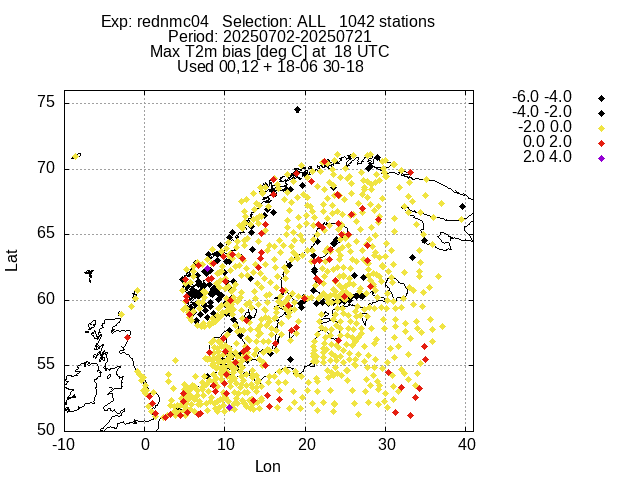 Exp: rednmc04 Selection: ALL 1042 stations
Period: 20250702-20250721
Max T2m bias [deg C] at 18 UTC
Used 00,12 + 18-06 30-18
-6.0 -4.0
-4.0 -2.0
-2.0 0.0
0.0 2.0
2.0 4.0
75
70
65
60
55
50
Lat
-10 0 10 20 30 40
Lon